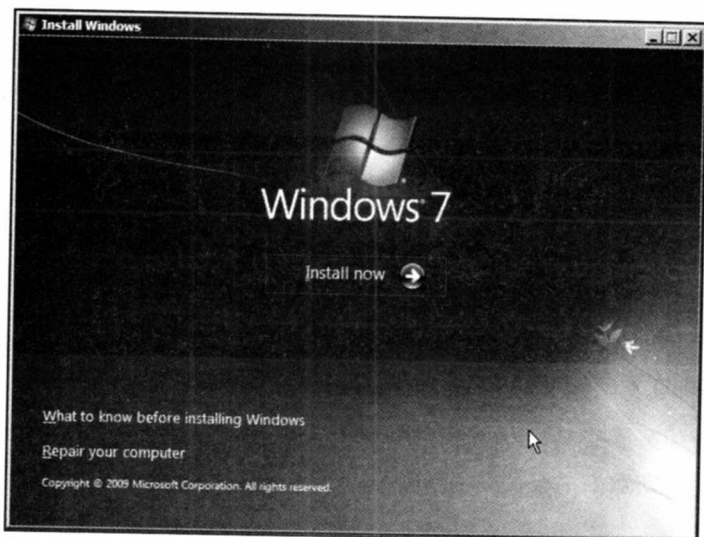 Install Windows
Windows 7
Install now
What to know before installing Windows
Repair your computer
Copyright © 2009 Microsoft Corporation. All rights reserved.